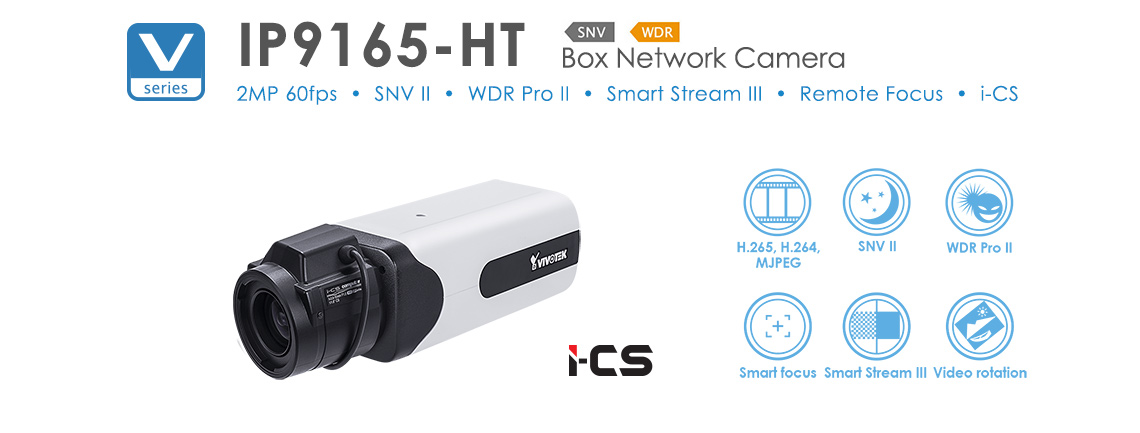 V
series
IP9165-HT
SNV
WDR
Box Network Camera
2MP 60fps • SNV II • WDR Pro II • Smart Stream III • Remote Focus • i-CS
VIVOTEK
i-CS
i-CS
H.265, H.264,
MJPEG
SNV II
WDR Pro II
Smart focus
Smart Stream III
Video rotation